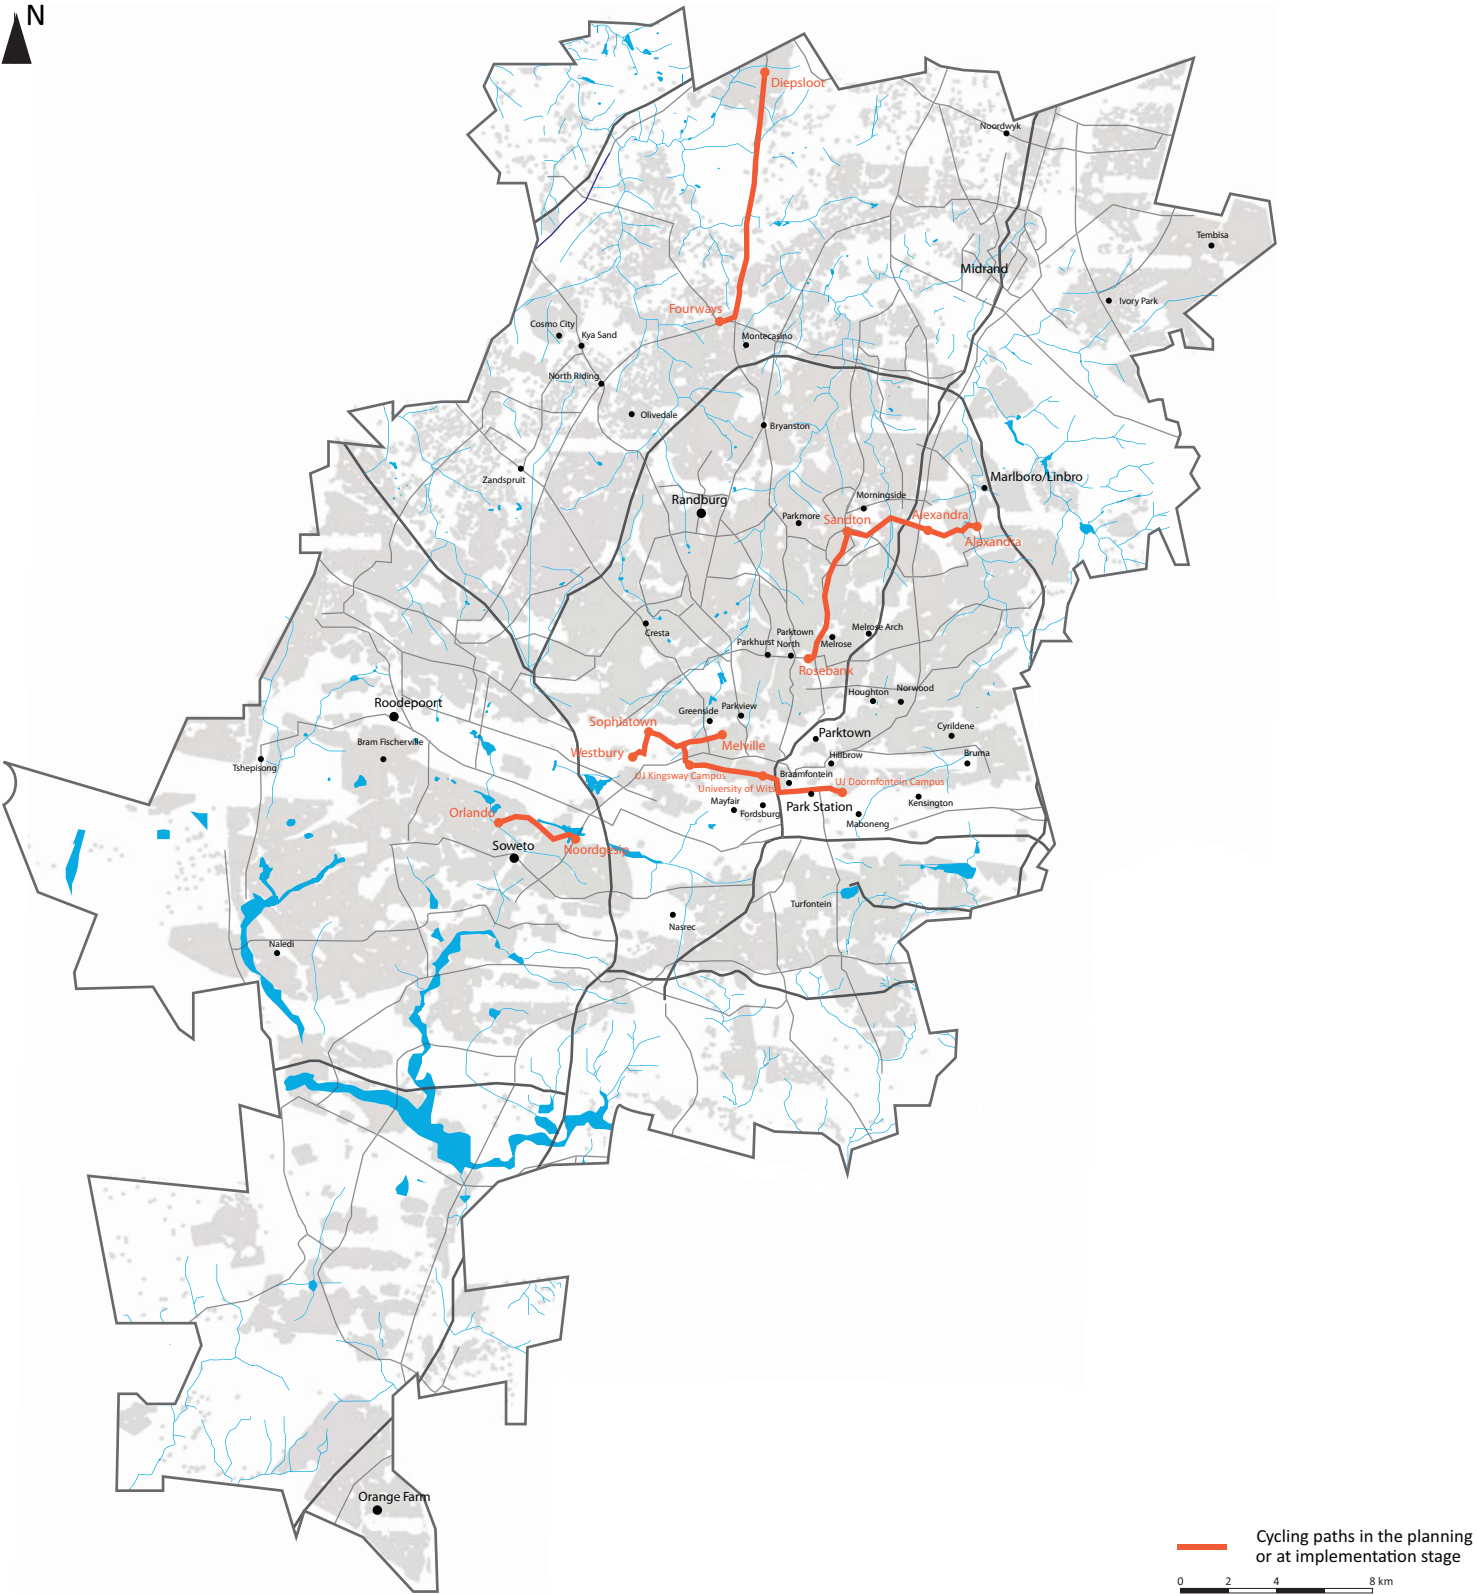 N
Diepsloot
Noordwyk
Tembisa
Midrand
Ivory Park
Fourways
Cosmo City
Kya Sand
Montecasino
North Riding
Olivedale
Bryanston
Zandspruit
Marlboro/Linbro
Randburg
Morningside
Parkmore
Sandton
Alexandra
Alexandra
Cresta
Parkhurst
Parktown
North
Melrose
Melrose Arch
Rosebank
Houghton
Norwood
Roodepoort
Greenside
Parkview
Sophiatown
Cyrildene
Parktown
Bram Fischerville
Westbury
Melville
Hillbrow
Bruma
Tshepisong
UJ Kingsway Campus
Braamfontein
UJ Doornfontein Campus
University of Wits
Mayfair
Fordsburg
Park Station
Kensington
Orlando
Maboneng
Soweto
Noordgesig
Turfontein
Nasrec
Naledi
Orange Farm
Cycling paths in the planning
or at implementation stage
0 2 4 8 km